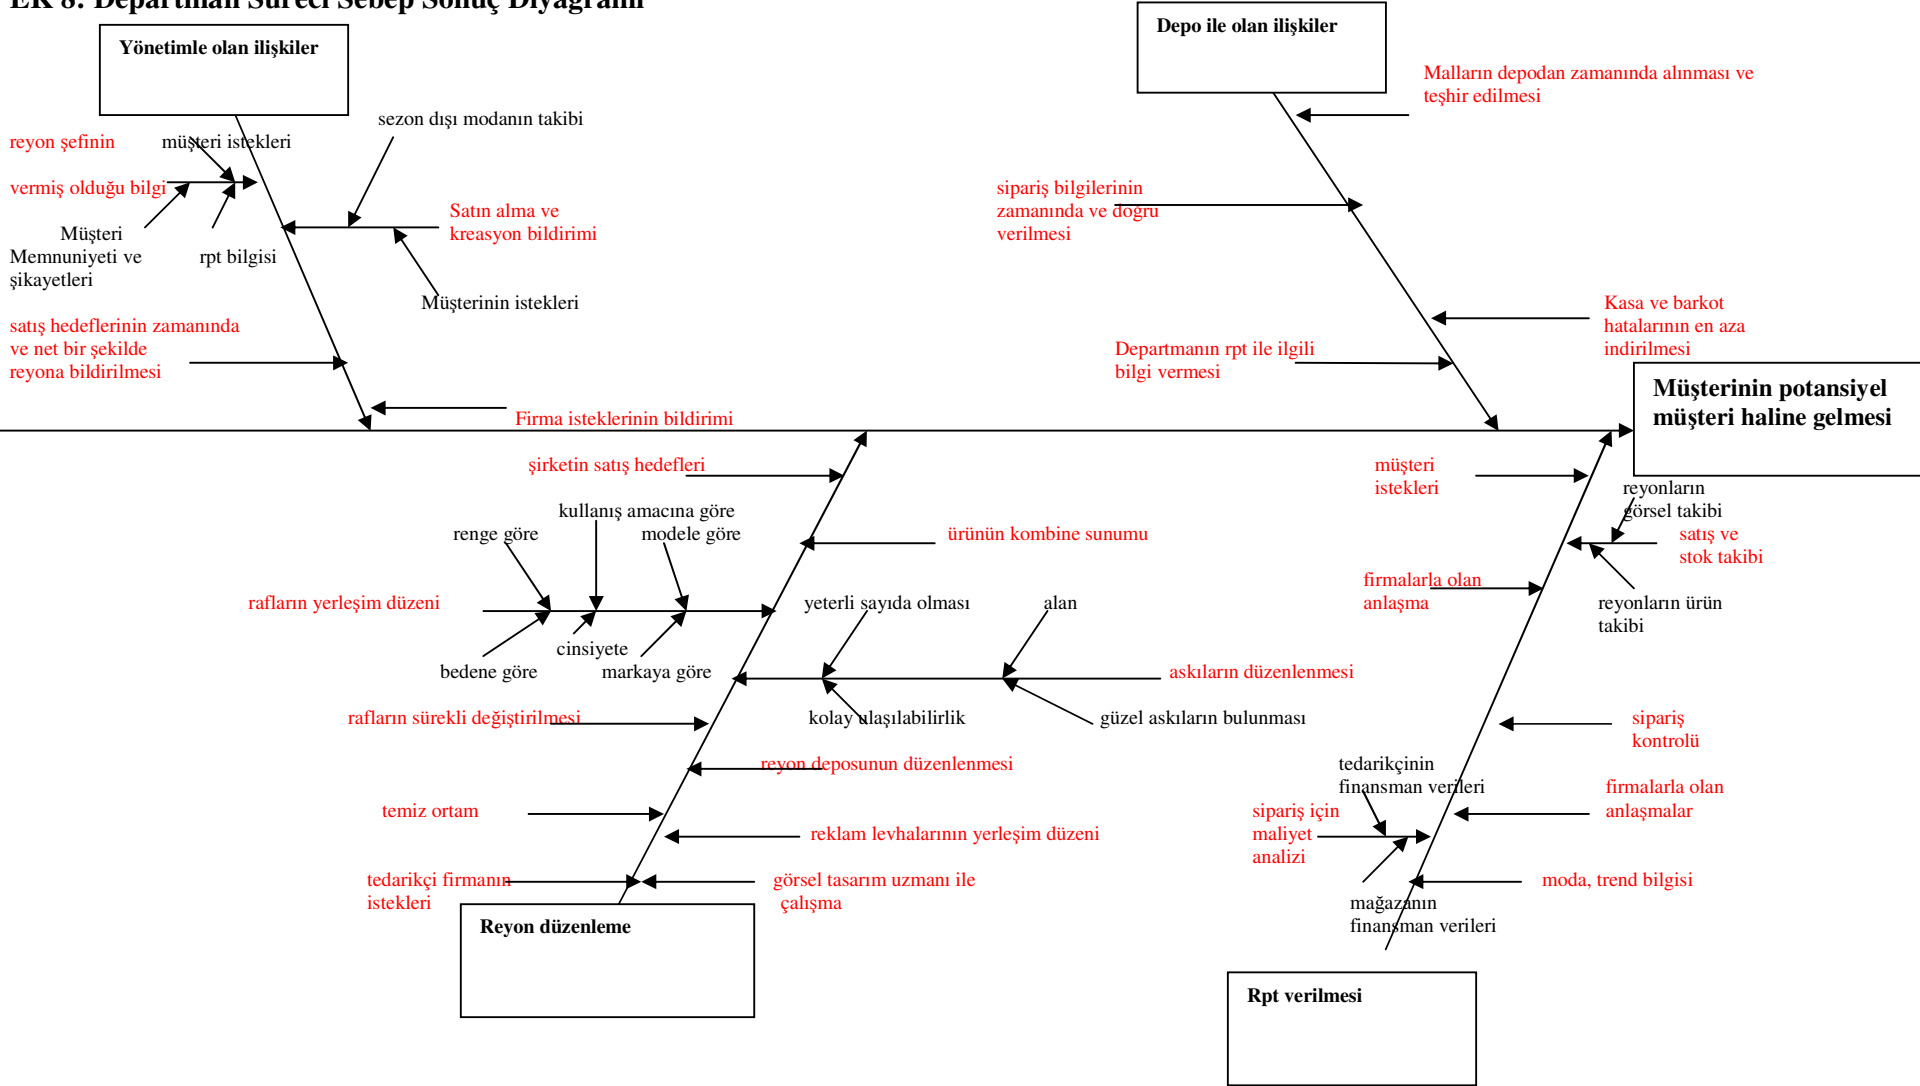 EK 8: Departman Süreci Sebep Sonuç Diyagramı
Yönetimle olan ilişkiler
Depo ile olan ilişkiler
Malların depodan zamanında alınması ve
teşhir edilmesi
sezon dışı modanın takibi
reyon şefinin
vermiş olduğu bilgi
müşteri istekleri
Satın alma ve
kreasyon bildirimi
Müşteri
Memnuniyeti ve
şikayetleri
rpt bilgisi
Müşterinin istekleri
sipariş bilgilerinin
zamanında ve doğru
verilmesi
satış hedeflerinin zamanında
ve net bir şekilde
reyona bildirilmesi
Kasa ve barkot
hatalarının en aza
indirilmesi
Departmanın rpt ile ilgili
bilgi vermesi
Firma isteklerinin bildirimi
Müşterinin potansiyel
müşteri haline gelmesi
şirketin satış hedefleri
müşteri
istekleri
reyonların
görsel takibi
kullanış amacına göre
renge göre
modele göre
ürünün kombine sunumu
satış ve
stok takibi
rafların yerleşim düzeni
yeteli sayıda olması
alan
firmalarla olan
anlaşma
reyonların ürün
takibi
cinsiyete
bedene göre
markaya göre
askıların düzenlenmesi
rafların sürekli değiştirilmesi
kolay ulaşılabilirlik
güzel askıların bulunması
sipariş
kontrolü
reyon deposunun düzenlenmesi
tedarikçinin
finansman verileri
temiz ortam
reklam levhalarının yerleşim düzeni
sipariş için
maliyet
analizi
firmalarla olan
anlaşmalar
tedarikçi firmanın
istekleri
görsel tasarım uzmanı ile
çalışma
moda, trend bilgisi
mağazanın
finansman verileri
Reyon düzenleme
Rpt verilmesi